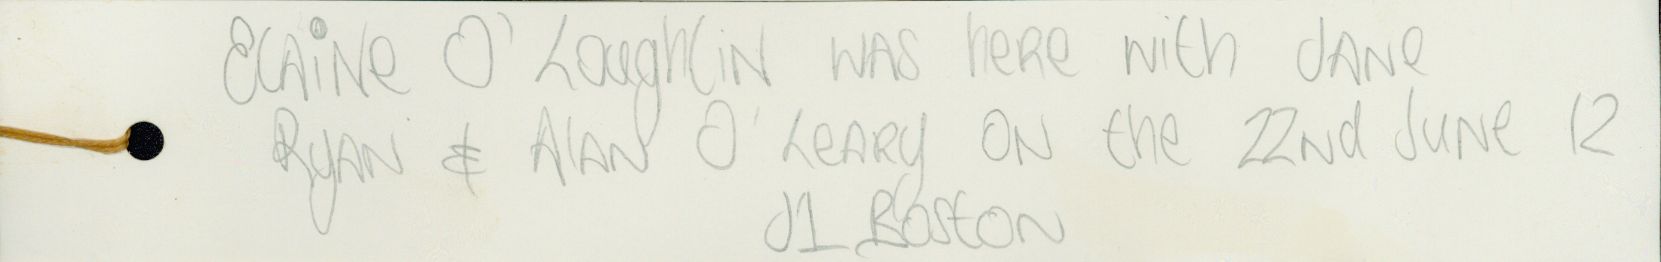 Elaine O' Loughlin was here with Jane
Ryan & Alan O' Leary on the 22nd June 12
J1 Boston